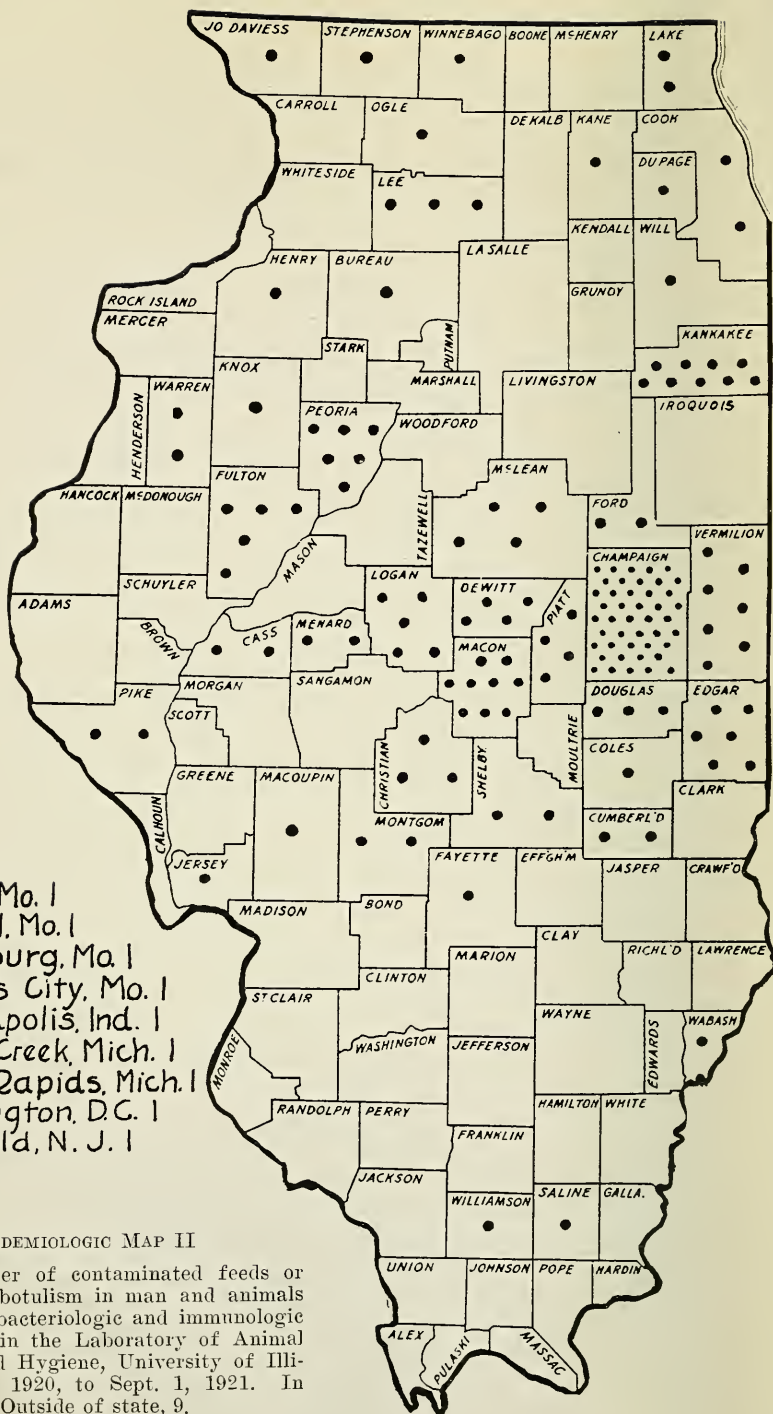 JO DAVIESS STEPHENSON WINNEBAGO BOONE McHENRY LAKE
CARROLL OGLE DEKALB KANE COOK
DU PAGE
WHITESIDE LEE
KENDALL WILL
HENRY BUREAU LA SALLE
GRUNDY
ROCK ISLAND
MERCER
KANKAKEE
STARK PUTNAM
KNOX MARSHALL LIVINGSTON
WARREN
HENDERSON PEORIA IROQUOIS
WOODFORD
McLEAN
FULTON
HANCOCK McDONOUGH TAZEWELL FORD
VERMILION
MASON CHAMPAIGN
SCHUYLER LOGAN DEWITT
PIATT
ADAMS
BROWN CASS MENARD MACON
PIKE MORGAN SANGAMON DOUGLAS EDGAR
SCOTT
CHRISTIAN SHELBY MOULTRIE COLES
GREENE MACOUPIN CLARK
CALHOUN MONTGOM CUMBERL'D
JERSEY FAYETTE EFFGH'M JASPER CRAWF'D
MADISON BOND
CLAY
MARION RICHL'D LAWRENCE
CLINTON
ST CLAIR WAYNE
EDWARDS WABASH
MONROE WASHINGTON JEFFERSON
RANDOLPH PERRY HAMILTON WHITE
FRANKLIN
JACKSON
WILLIAMSON SALINE GALLA.
UNION JOHNSON POPE HARDIN
ALEX PULASKI MASSAC
Mo. 1
Mo. 1
burg, Mo. 1
s City, Mo. 1
apolis, Ind. 1
Creek, Mich. 1
Rapids, Mich. 1
gton, D.C. 1
ld, N. J. 1
DEMIOLOGIC MAP II
er of contaminated feeds or
botulism in man and animals
bacteriologic and immunologic
in the Laboratory of Animal
l Hygiene, University of Illi-
1920, to Sept. 1, 1921. In
Outside of state, 9.